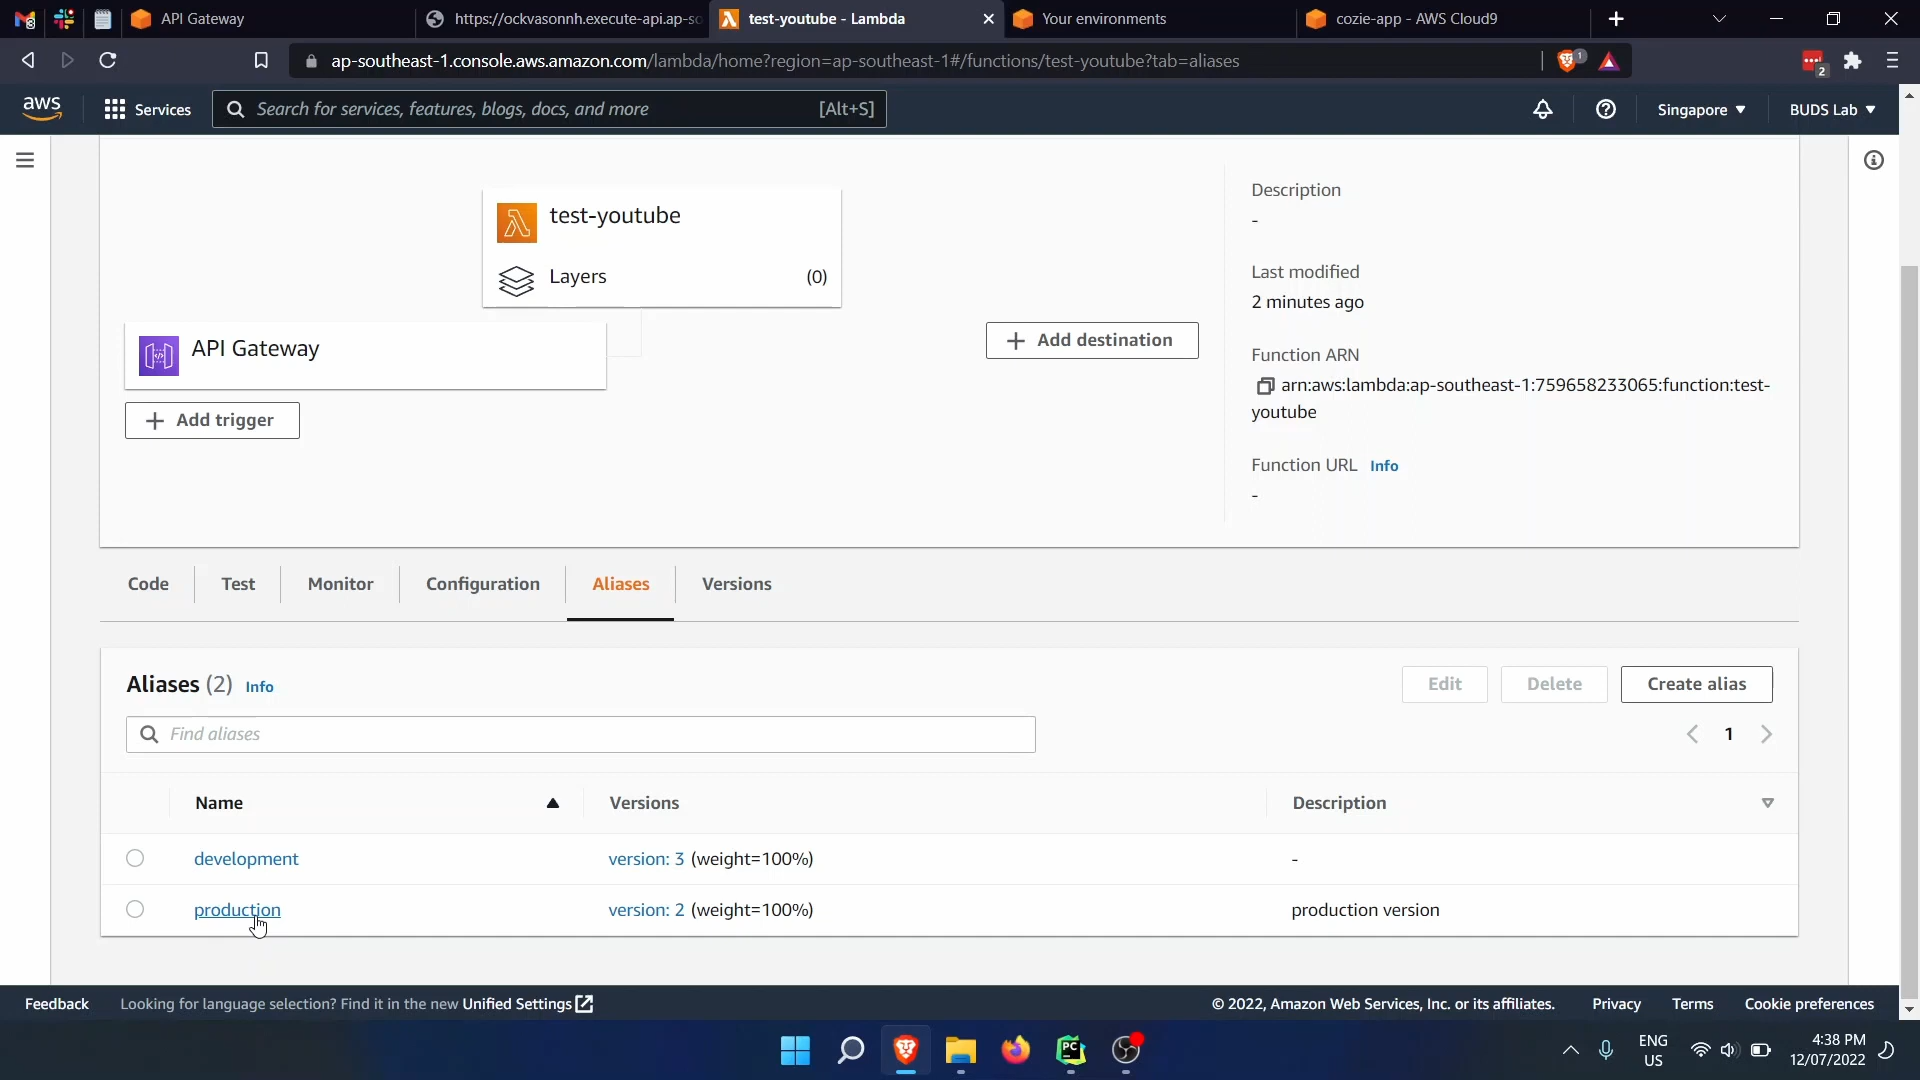 API Gateway
https://ockvasonnh.execute-api.ap-so
test-youtube - Lambda
Your environments
cozie-app - AWS Cloud9
ap-southeast-1.console.aws.amazon.com/lambda/home?region=ap-southeast-1#/functions/test-youtube?tab=aliases
1
2
aws
Services
Search for services, features, blogs, docs, and more
[Alt+S]
Singapore
BUDS Lab
test-youtube
Layers
(0)
API Gateway
Add trigger
Add destination
Description
-
Last modified
2 minutes ago
Function ARN
arn:aws:lambda:ap-southeast-1:759658233065:function:test-
youtube
Function URL Info
-
Code
Test
Monitor
Configuration
Aliases
Versions
Aliases (2) Info
Edit
Delete
Create alias
Find aliases
1
Name
Versions
Description
development
version: 3 (weight=100%)
-
production
version: 2 (weight=100%)
production version
Feedback
Looking for language selection? Find it in the new Unified Settings
© 2022, Amazon Web Services, Inc. or its affiliates.
Privacy
Terms
Cookie preferences
PC
ENG
US
4:38 PM
12/07/2022